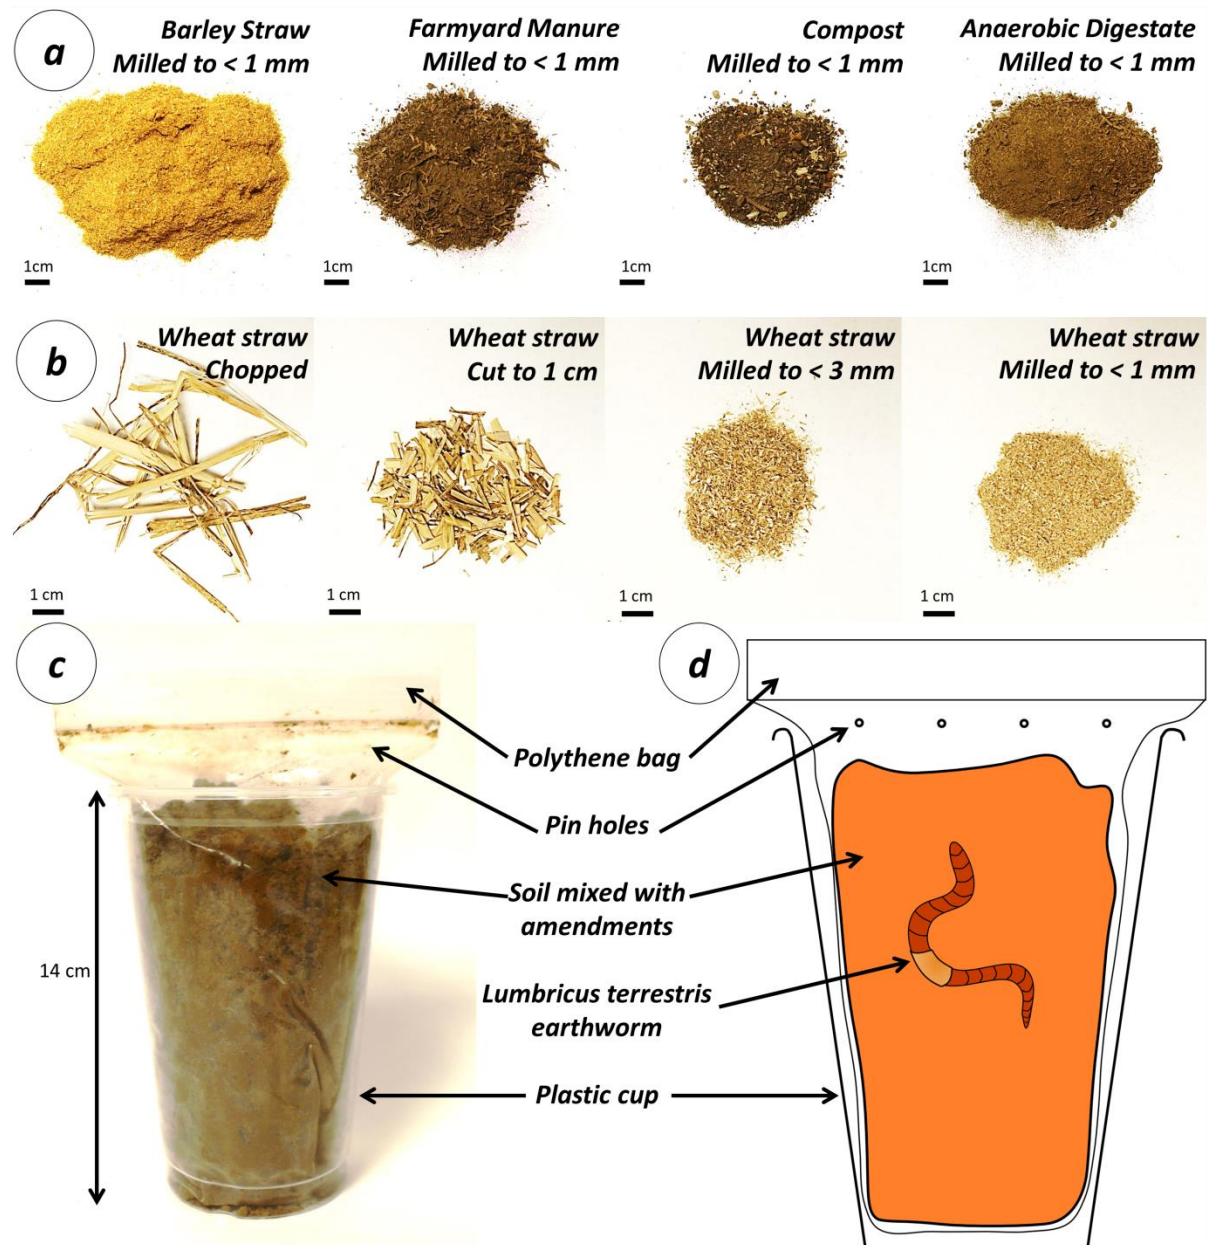 a
Barley Straw
Milled to < 1 mm
Farmyard Manure
Milled to < 1 mm
Compost
Milled to < 1 mm
Anaerobic Digestate
Milled to < 1 mm
1cm
1cm
1cm
1cm
b
Wheat straw
Chopped
Wheat straw
Cut to 1 cm
Wheat straw
Milled to < 3 mm
Wheat straw
Milled to < 1 mm
1 cm
1 cm
1 cm
1 cm
c
d
Polythene bag
Pin holes
Soil mixed with
amendments
14 cm
Lumbricus terrestris
earthworm
Plastic cup